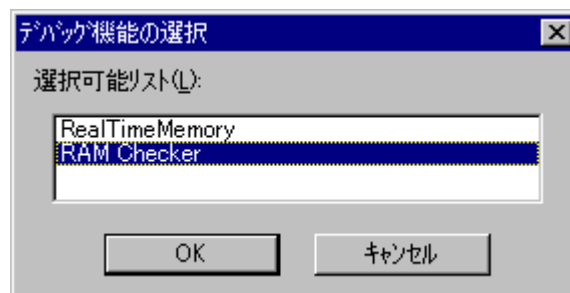 ﾃﾞﾊﾞｯｸﾞ機能の選択
選択可能ﾘｽﾄ(L):
RealTimeMemory
RAM Checker
OK
ｷｬﾝｾﾙ